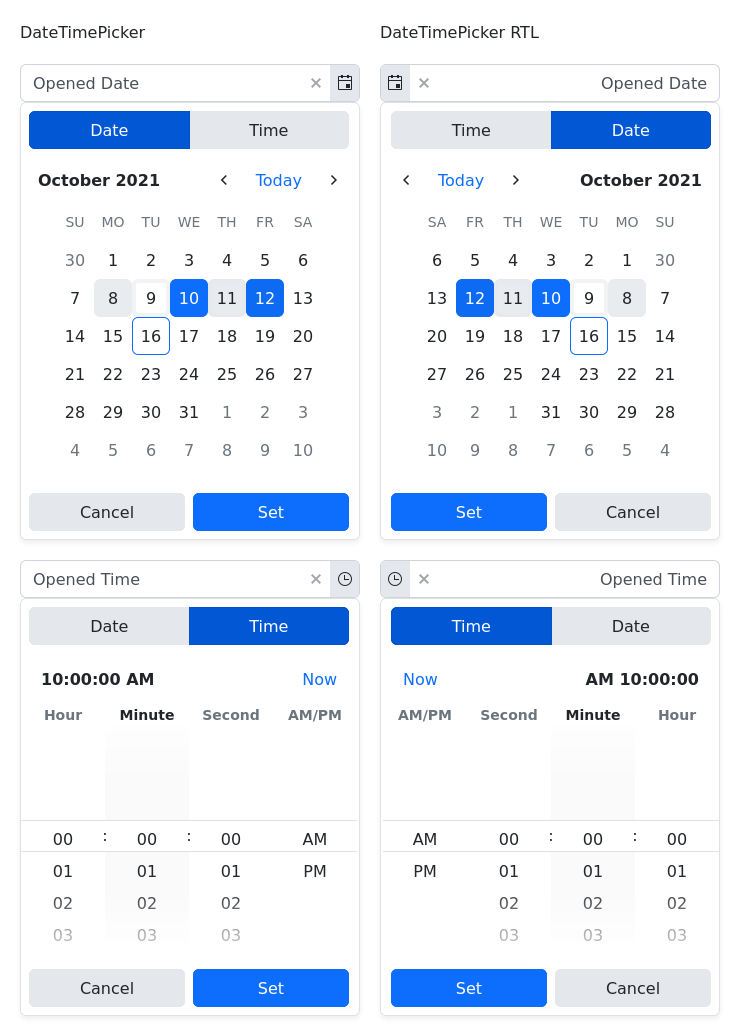 DateTimePicker
Opened Date
Date Time
October 2021 Today
SU MO TU WE TH FR SA
30 1 2 3 4 5 6
7 8 9 10 11 12 13
14 15 16 17 18 19 20
21 22 23 24 25 26 27
28 29 30 31 1 2 3
4 5 6 7 8 9 10
Cancel Set
Opened Time
Date Time
10:00:00 AM Now
Hour Minute Second AM/PM
00 : 00 : 00 AM
01 01 01 PM
02 02 02
03 03 03
Cancel Set
DateTimePicker RTL
Opened Date
Time Date
Today October 2021
SA FR TH WE TU MO SU
6 5 4 3 2 1 30
13 12 11 10 9 8 7
20 19 18 17 16 15 14
27 26 25 24 23 22 21
3 2 1 31 30 29 28
10 9 8 7 6 5 4
Set Cancel
Opened Time
Time Date
Now AM 10:00:00
AM/PM Second Minute Hour
AM 00 : 00 : 00
PM 01 01 01
02 02 02
03 03 03
Set Cancel